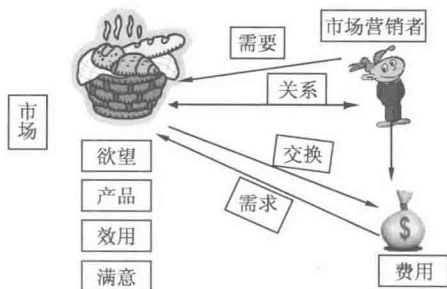 需要
市场营销者
关系
市
场
欲望
交换
产品
需求
效用
$
满意
费用